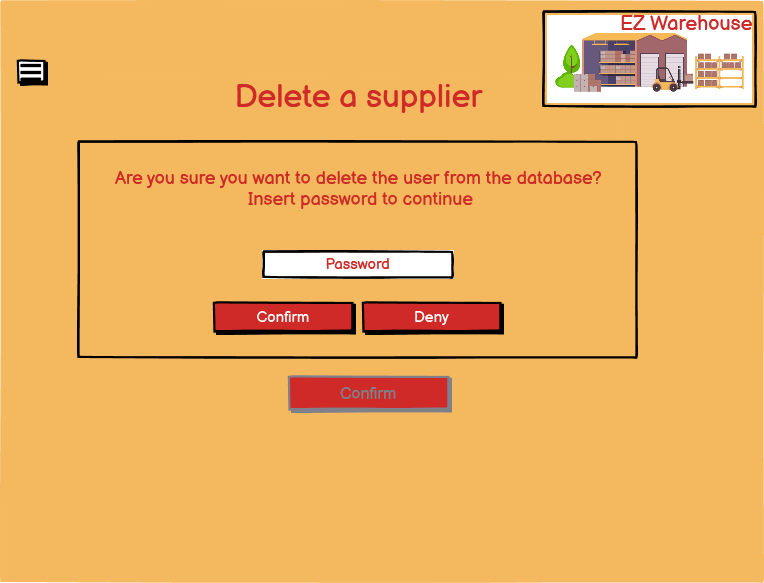 EZ Warehouse
Delete a supplier
Are you sure you want to delete the user from the database?
Insert password to continue
Password
Confirm
Deny
Confirm